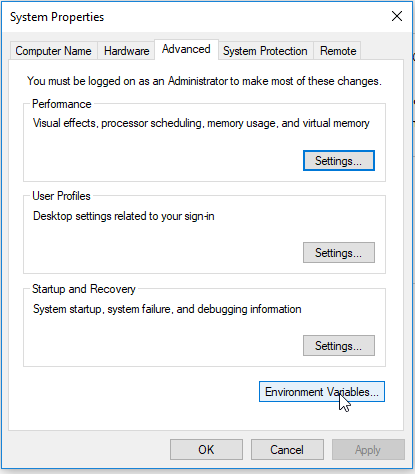 System Properties
Computer Name Hardware Advanced System Protection Remote
You must be logged on as an Administrator to make most of these changes.
Performance
Visual effects, processor scheduling, memory usage, and virtual memory
Settings...
User Profiles
Desktop settings related to your sign-in
Settings...
Startup and Recovery
System startup, system failure, and debugging information
Settings...
Environment Variables...
OK Cancel Apply